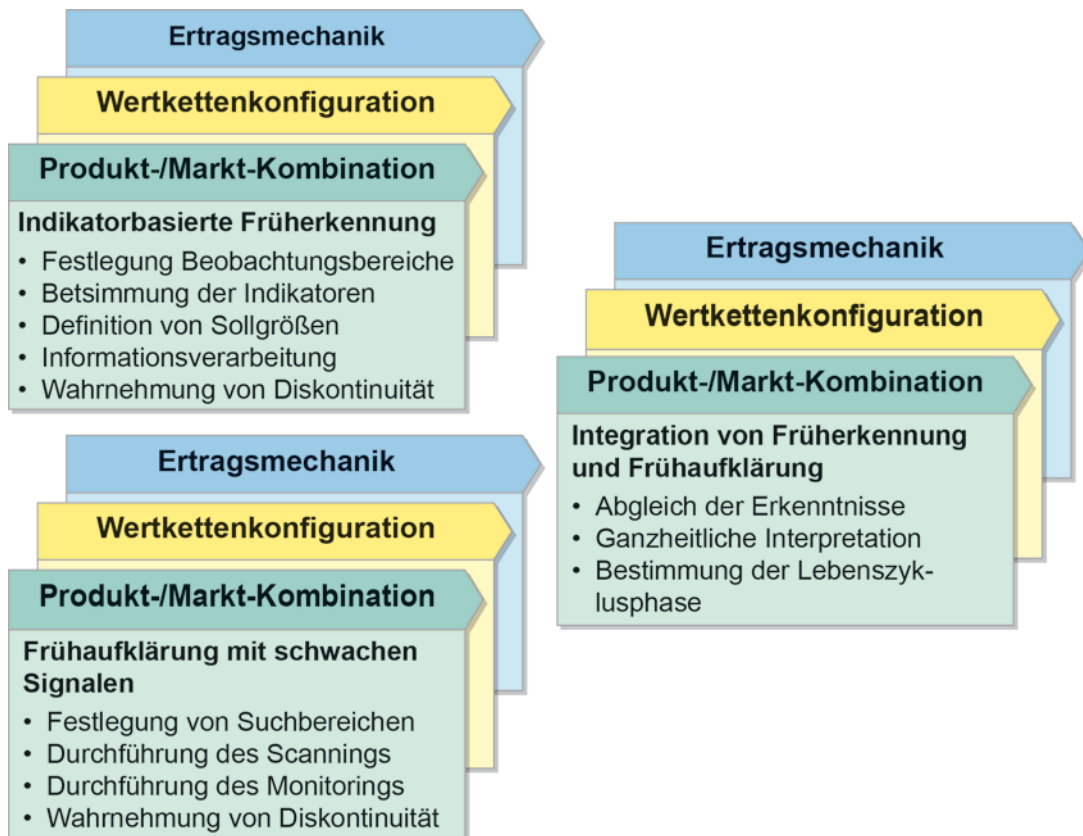 Ertragsmechanik
Wertkettenkonfiguration
Produkt-/Markt-Kombination
Indikatorbasierte Früherkennung
• Festlegung Beobachtungsbereiche
• Betsimmung der Indikatoren
• Definition von Sollgrößen
• Informationsverarbeitung
• Wahrnehmung von Diskontinuität
Ertragsmechanik
Wertkettenkonfiguration
Produkt-/Markt-Kombination
Frühaufklärung mit schwachen
Signalen
• Festlegung von Suchbereichen
• Durchführung des Scannings
• Durchführung des Monitorings
• Wahrnehmung von Diskontinuität
Ertragsmechanik
Wertkettenkonfiguration
Produkt-/Markt-Kombination
Integration von Früherkennung
und Frühaufklärung
• Abgleich der Erkenntnisse
• Ganzheitliche Interpretation
• Bestimmung der Lebenszyk-
lusphase